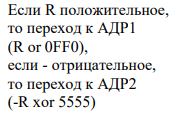 Если R положительное,
то переход к АДР1
(R or 0FF0),
если - отрицательное,
то переход к АДР2
(-R xor 5555)